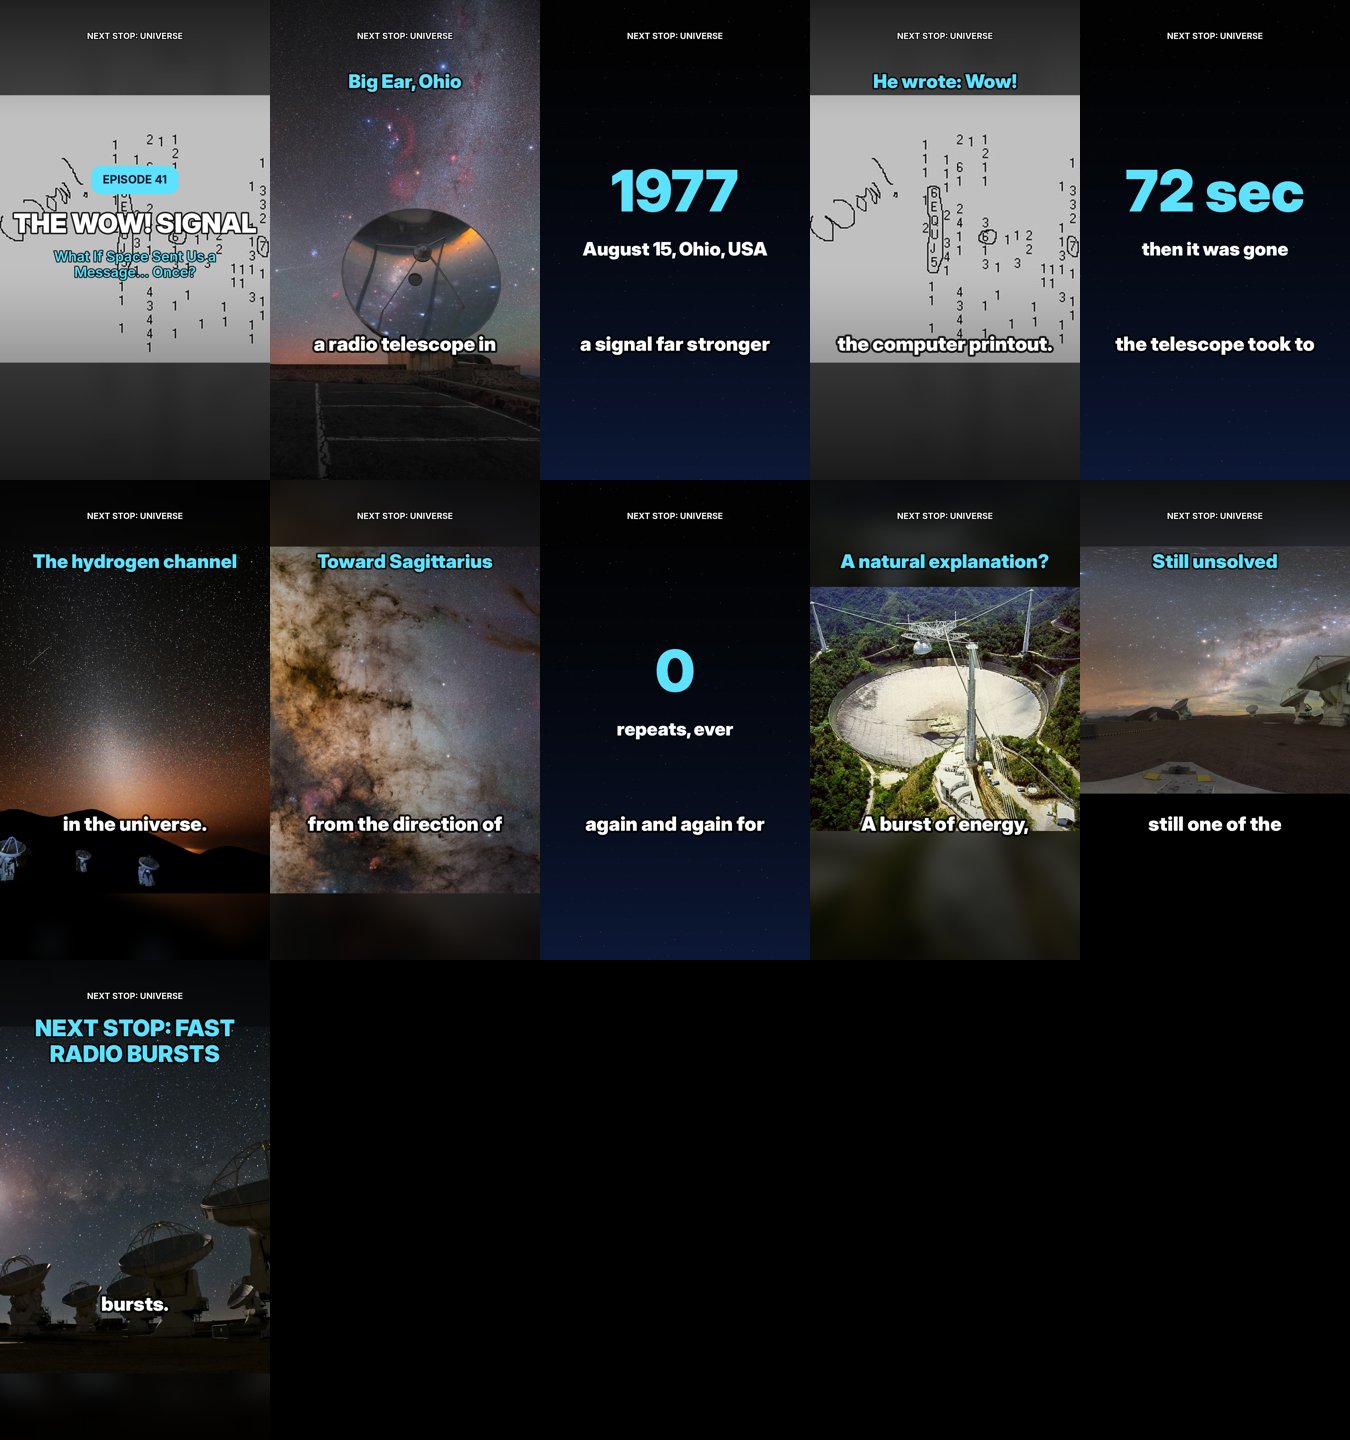 NEXT STOP: UNIVERSE
EPISODE 41
THE WOW! SIGNAL
What If Space Sent Us a
Message... Once?
NEXT STOP: UNIVERSE
Big Ear, Ohio
a radio telescope in
NEXT STOP: UNIVERSE
1977
August 15, Ohio, USA
a signal far stronger
NEXT STOP: UNIVERSE
He wrote: Wow!
Wow!
6
E
Q
U
J
5
the computer printout.
NEXT STOP: UNIVERSE
72 sec
then it was gone
the telescope took to
NEXT STOP: UNIVERSE
The hydrogen channel
in the universe.
NEXT STOP: UNIVERSE
Toward Sagittarius
from the direction of
NEXT STOP: UNIVERSE
0
repeats, ever
again and again for
NEXT STOP: UNIVERSE
A natural explanation?
A burst of energy,
NEXT STOP: UNIVERSE
Still unsolved
still one of the
NEXT STOP: UNIVERSE
NEXT STOP: FAST
RADIO BURSTS
bursts.